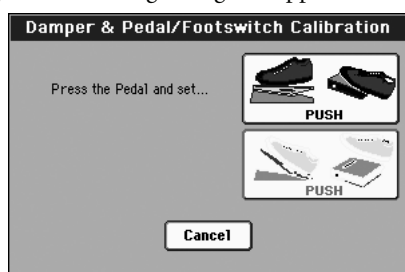 Damper & Pedal/Footswitch Calibration
Press the Pedal and set...
PUSH
PUSH
Cancel